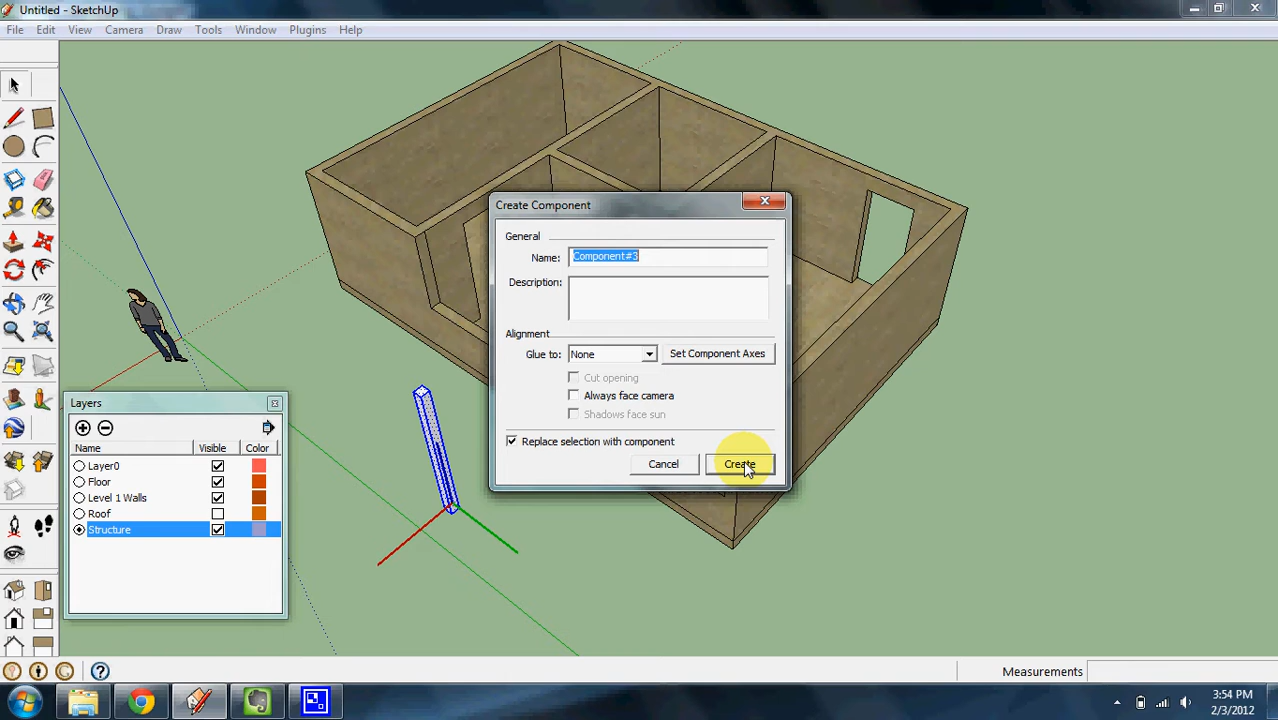 Untitled - SketchUp
File Edit View Camera Draw Tools Window Plugins Help
Create Component
General
Name: Component#3
Description:
Alignment
Glue to: None Set Component Axes
Cut opening
Always face camera
Shadows face sun
Replace selection with component
Cancel Create
Layers
Name Visible Color
Layer0
Floor
Level 1 Walls
Roof
Structure
Measurements
3:54 PM
2/3/2012